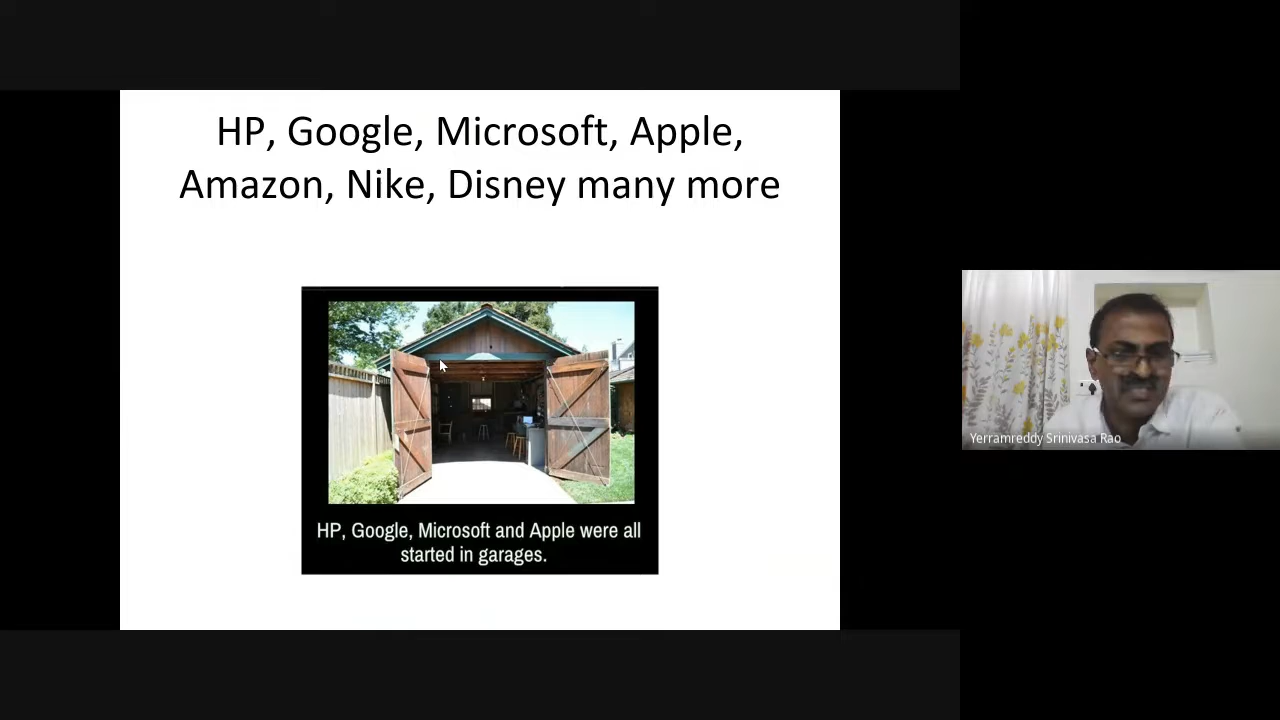 HP, Google, Microsoft, Apple,
Amazon, Nike, Disney many more
HP, Google, Microsoft and Apple were all
started in garages.
Yerramreddy Srinivasa Rao